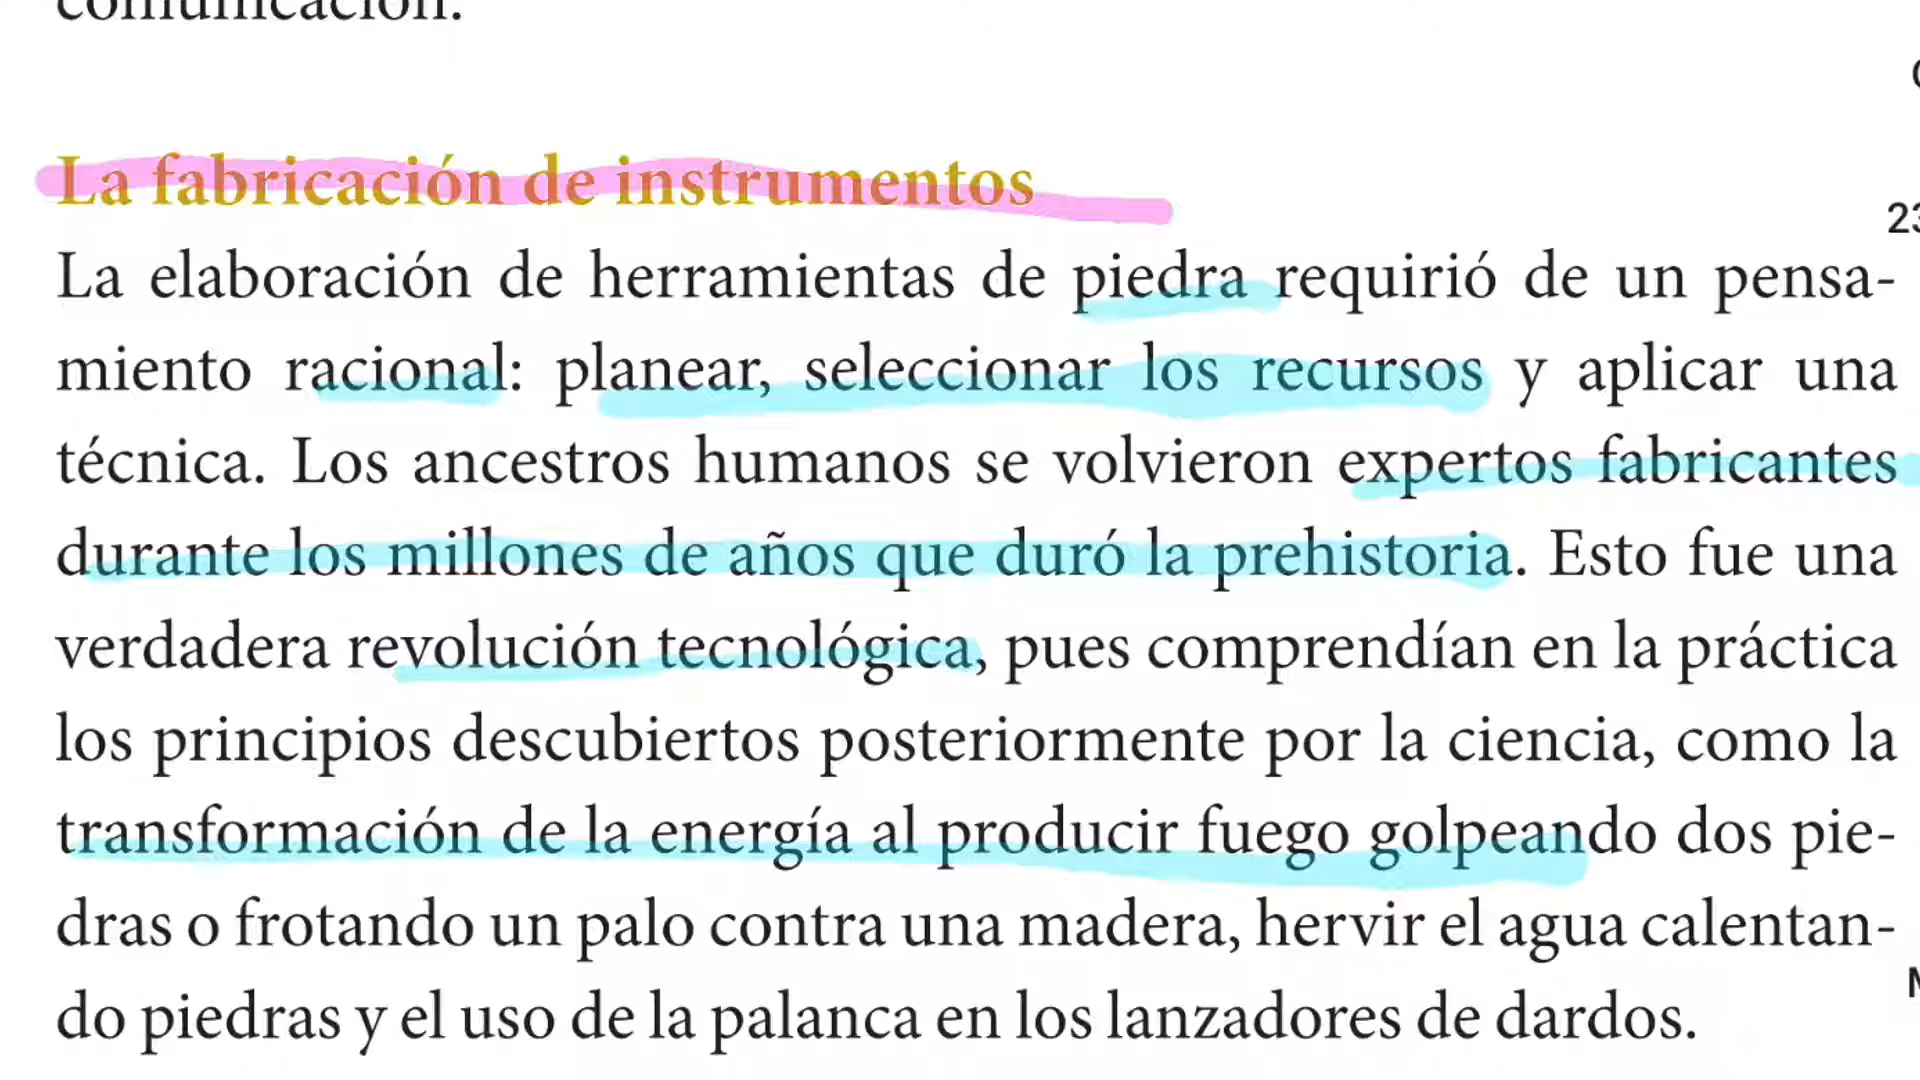 comunicación.
La fabricación de instrumentos
La elaboración de herramientas de piedra requirió de un pensa-
miento racional: planear, seleccionar los recursos y aplicar una
técnica. Los ancestros humanos se volvieron expertos fabricantes
durante los millones de años que duró la prehistoria. Esto fue una
verdadera revolución tecnológica, pues comprendían en la práctica
los principios descubiertos posteriormente por la ciencia, como la
transformación de la energía al producir fuego golpeando dos pie-
dras o frotando un palo contra una madera, hervir el agua calentan-
do piedras y el uso de la palanca en los lanzadores de dardos.